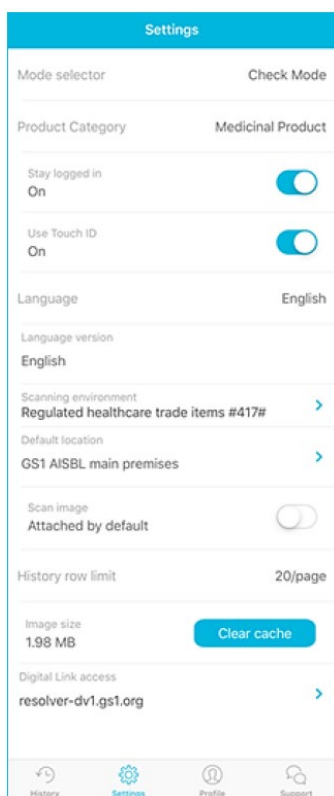 Settings
Mode selector Check Mode
Product Category Medicinal Product
Stay logged in
On
Use Touch ID
On
Language English
Language version
English
Scanning environment
Regulated healthcare trade items #417#
Default location
GS1 AISBL main premises
Scan image
Attached by default
History row limit 20/page
Image size
1.98 MB
Clear cache
Digital Link access
resolver-dv1.gs1.org
History Settings Profile Support